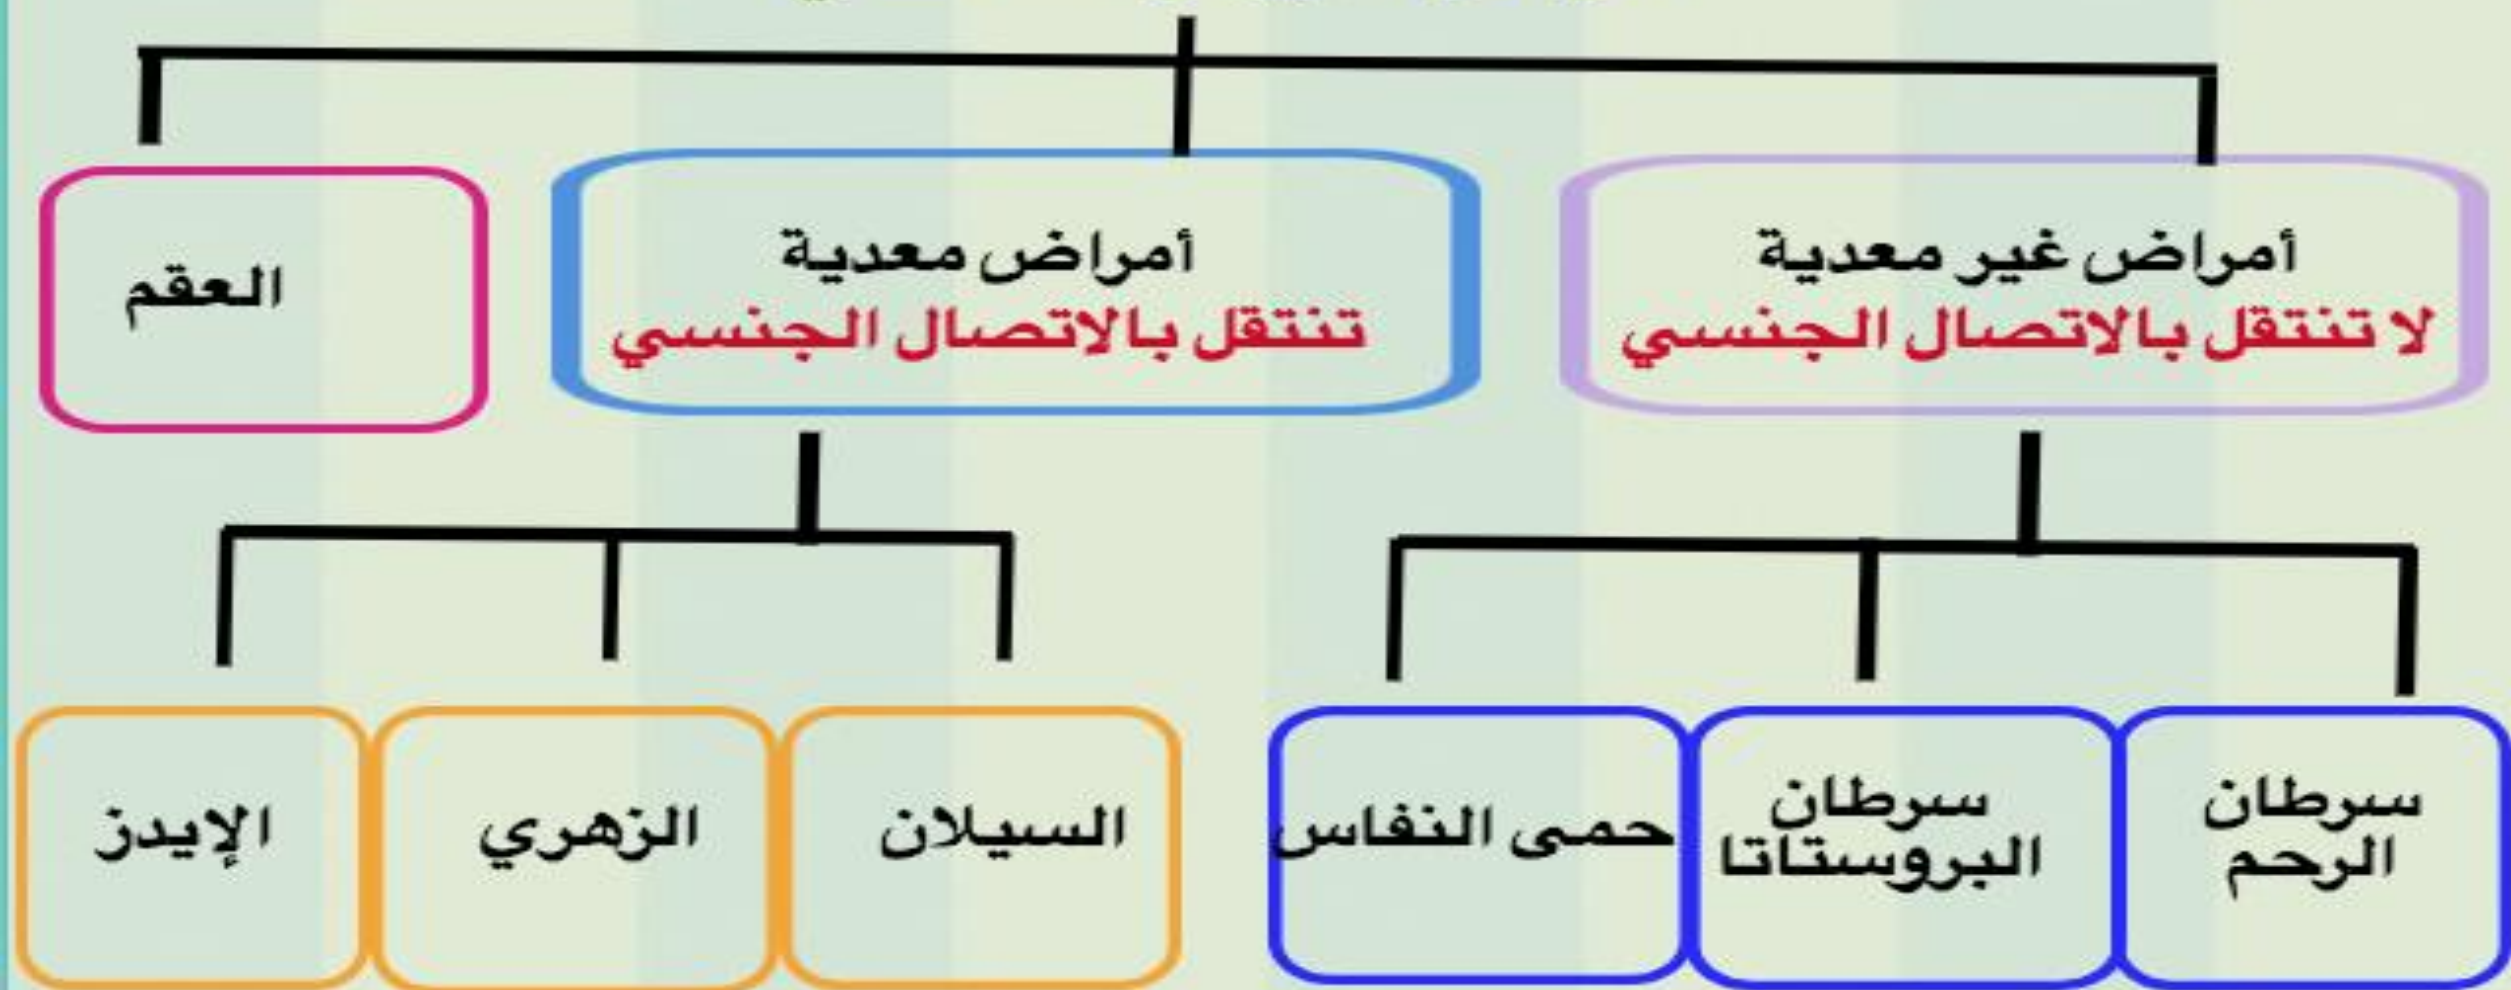 أمراض غير معدية
لا تنتقل بالاتصال الجنسي
أمراض معدية
تنتقل بالاتصال الجنسي
العقم
سرطان
الرحم
سرطان
البروستاتا
حمى النفاس
السيلان
الزهري
الإيدز